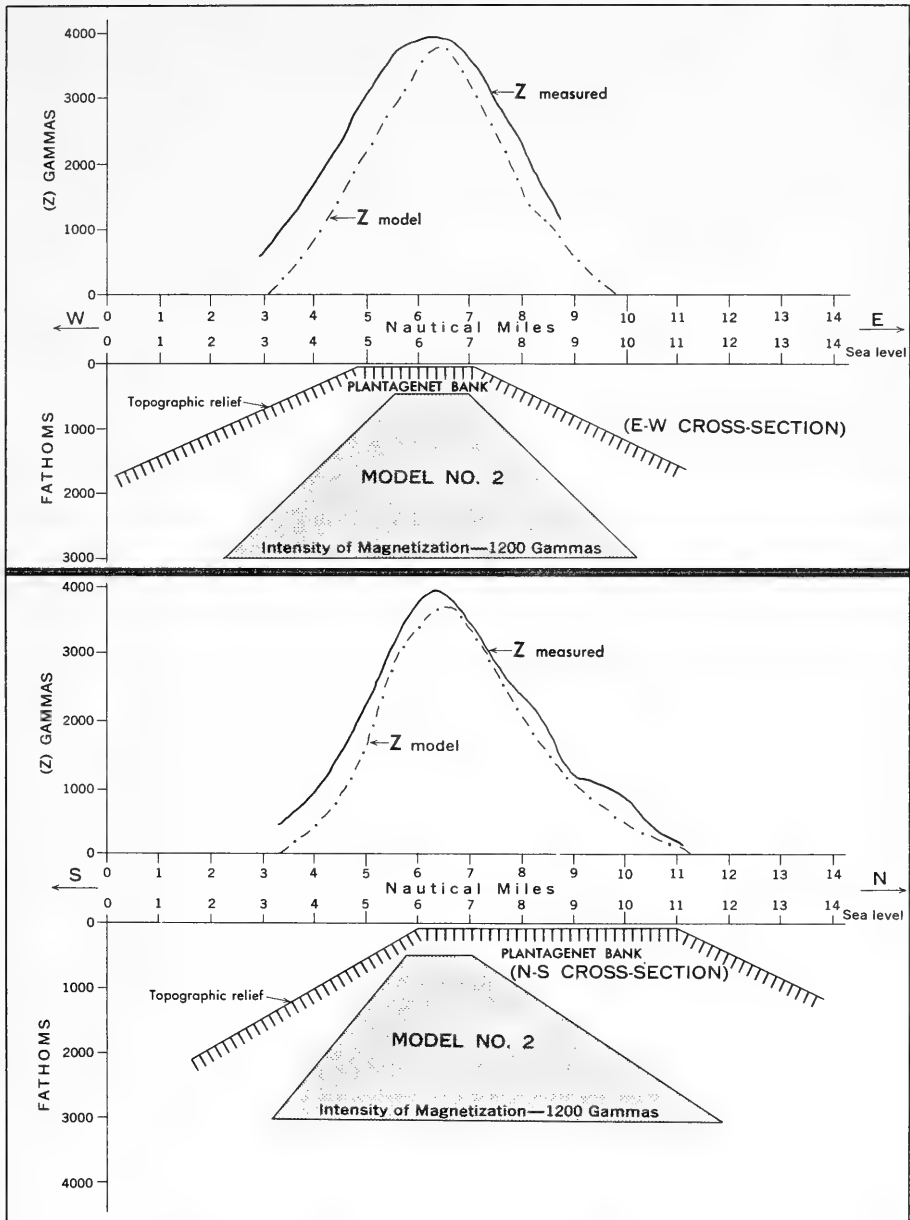 4000
3000
2000
1000
0
(Z) GAMMAS
Z measured
Z model
0 1 2 3 4 5 6 7 8 9 10 11 12 13 14
W
Nautical Miles
E
0 1 2 3 4 5 6 7 8 9 10 11 12 13 14
Sea level
0
1000
2000
3000
FATHOMS
PLANTAGENET BANK
Topographic relief
(E-W CROSS-SECTION)
MODEL NO. 2
Intensity of Magnetization—1200 Gammas
4000
3000
2000
1000
0
(Z) GAMMAS
Z measured
Z model
0 1 2 3 4 5 6 7 8 9 10 11 12 13 14
S
Nautical Miles
N
0 1 2 3 4 5 6 7 8 9 10 11 12 13 14
Sea level
0
1000
2000
3000
4000
FATHOMS
PLANTAGENET BANK
(N-S CROSS-SECTION)
Topographic relief
MODEL NO. 2
Intensity of Magnetization—1200 Gammas